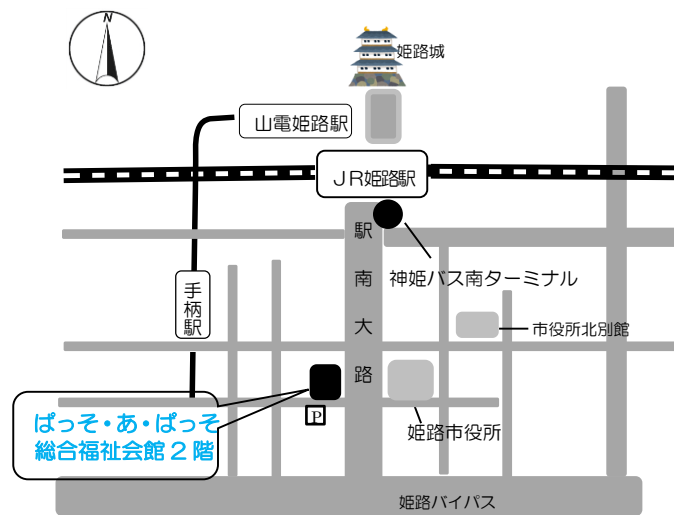 N
姫路城
山電姫路駅
JR姫路駅
駅南大路
神姫バス南ターミナル
手柄駅
市役所北別館
ぱっそ・あ・ぱっそ
総合福祉会館2階
P
姫路市役所
姫路バイパス